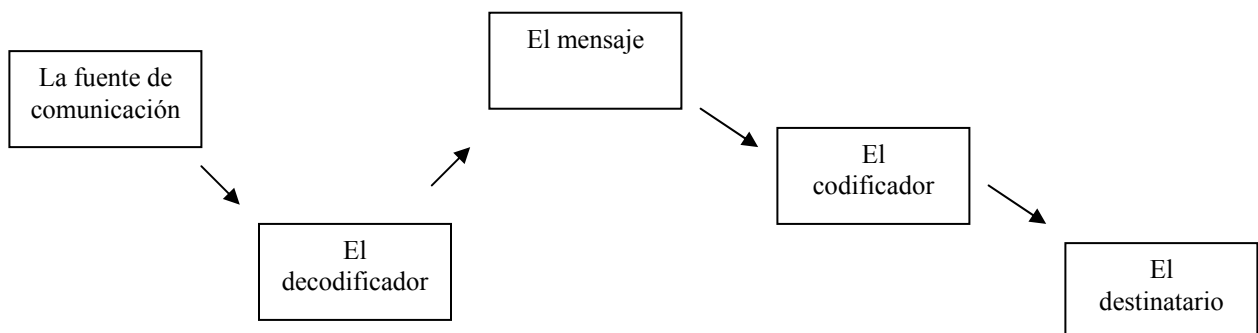 La fuente de
comunicación
El
decodificador
El mensaje
El
codificador
El
destinatario